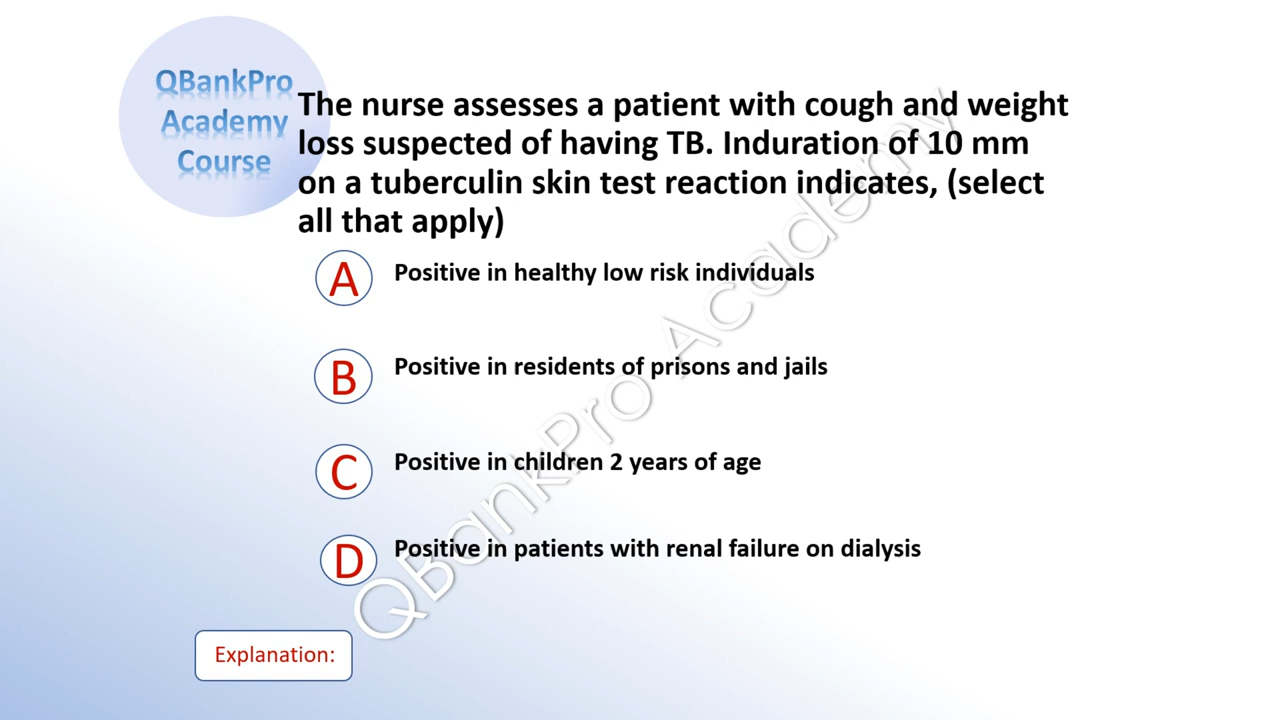 QBankPro
Academy
Course
The nurse assesses a patient with cough and weight
loss suspected of having TB. Induration of 10 mm
on a tuberculin skin test reaction indicates, (select
all that apply)
A Positive in healthy low risk individuals
B Positive in residents of prisons and jails
C Positive in children 2 years of age
D Positive in patients with renal failure on dialysis
QBankPro Academy
Explanation: